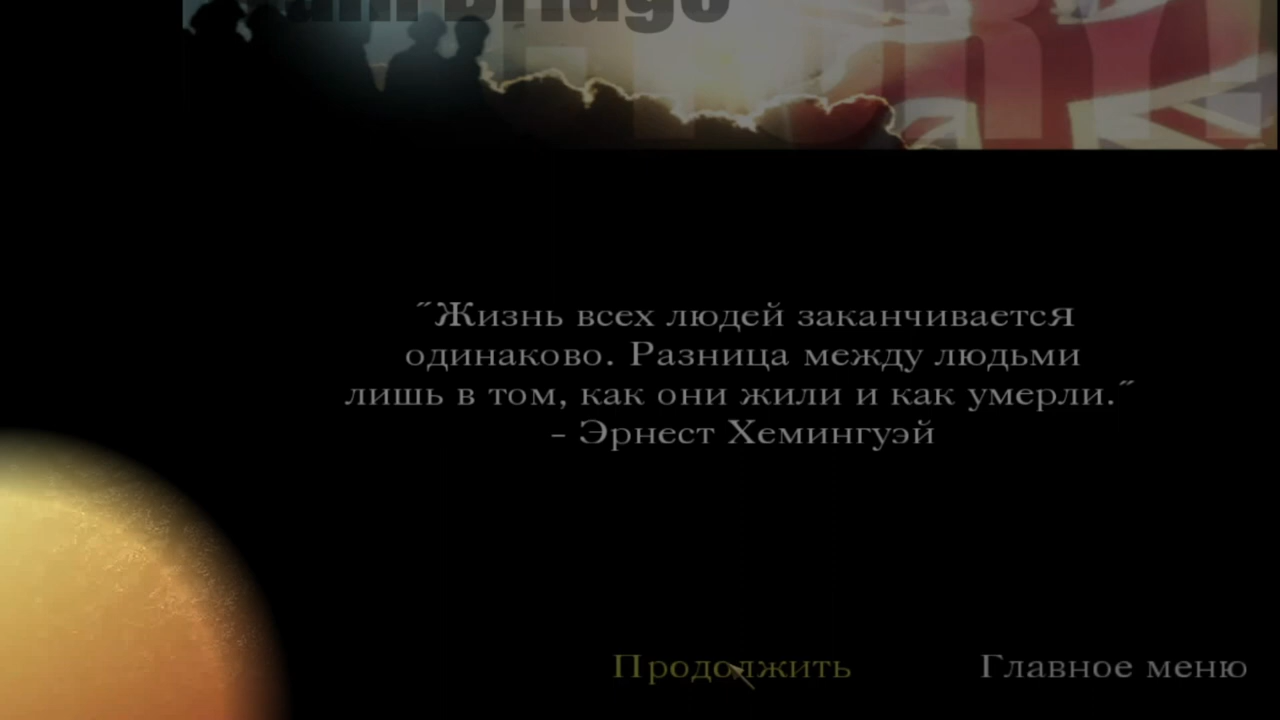 Bridge
"Жизнь всех людей заканчивается
одинаково. Разница между людьми
лишь в том, как они жили и как умерли."
- Эрнест Хемингуэй
Продолжить
Главное меню